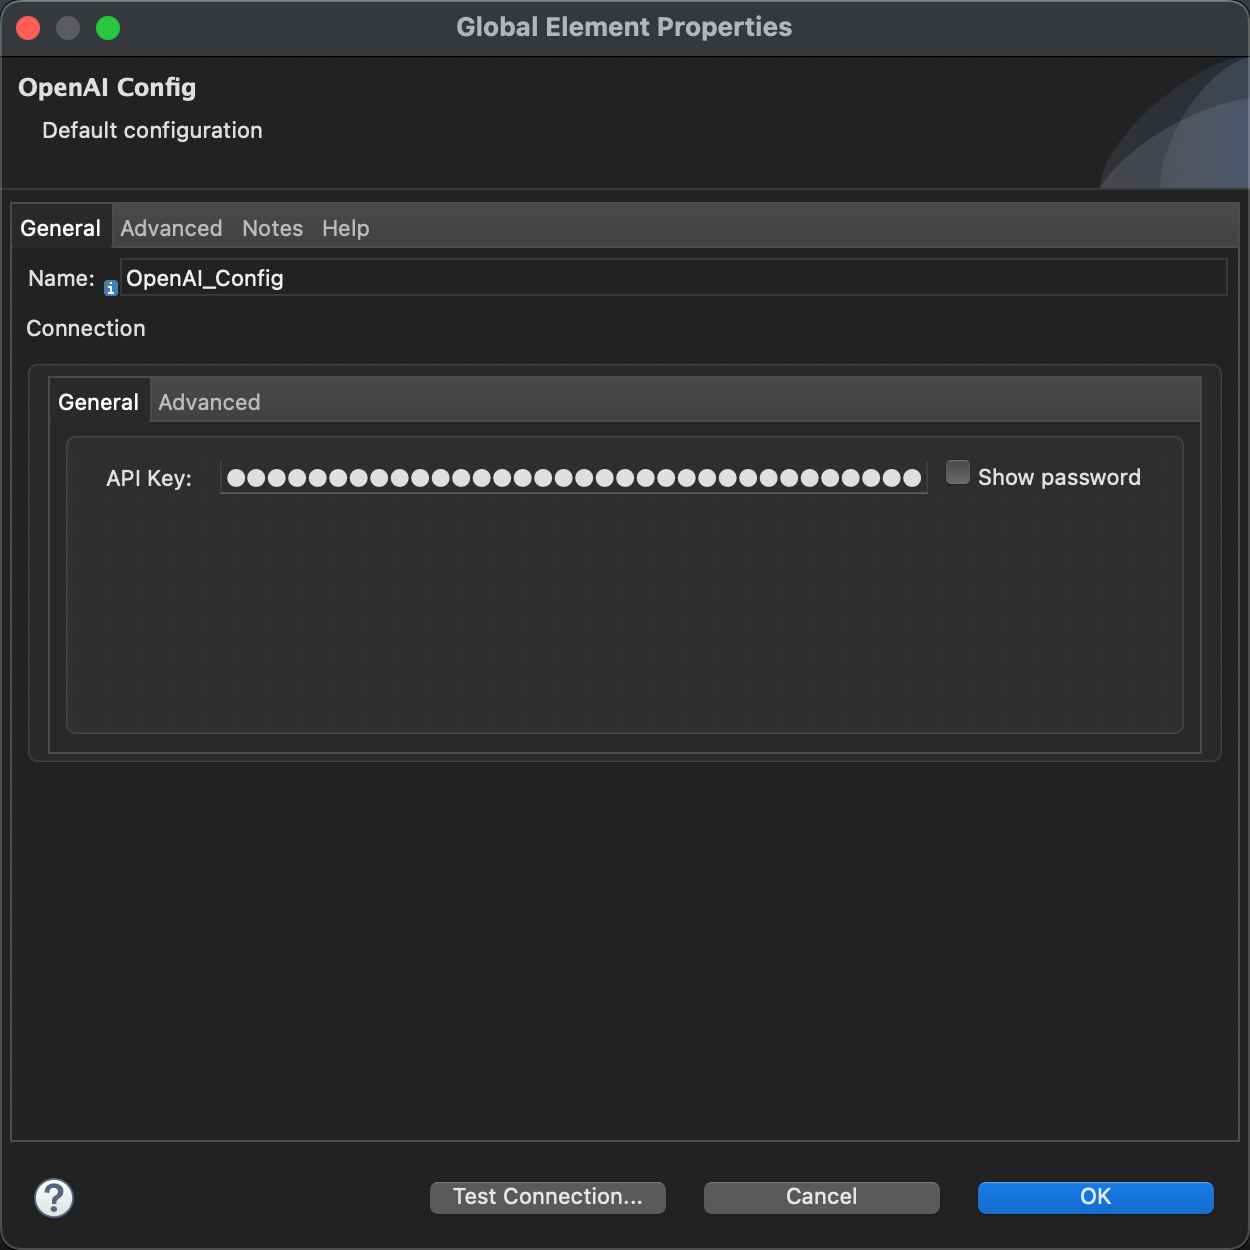 Global Element Properties
OpenAI Config
Default configuration
General Advanced Notes Help
Name: OpenAI_Config
Connection
General Advanced
API Key: ●●●●●●●●●●●●●●●●●●●●●●●●●●●●●●●●●● Show password
Test Connection... Cancel OK